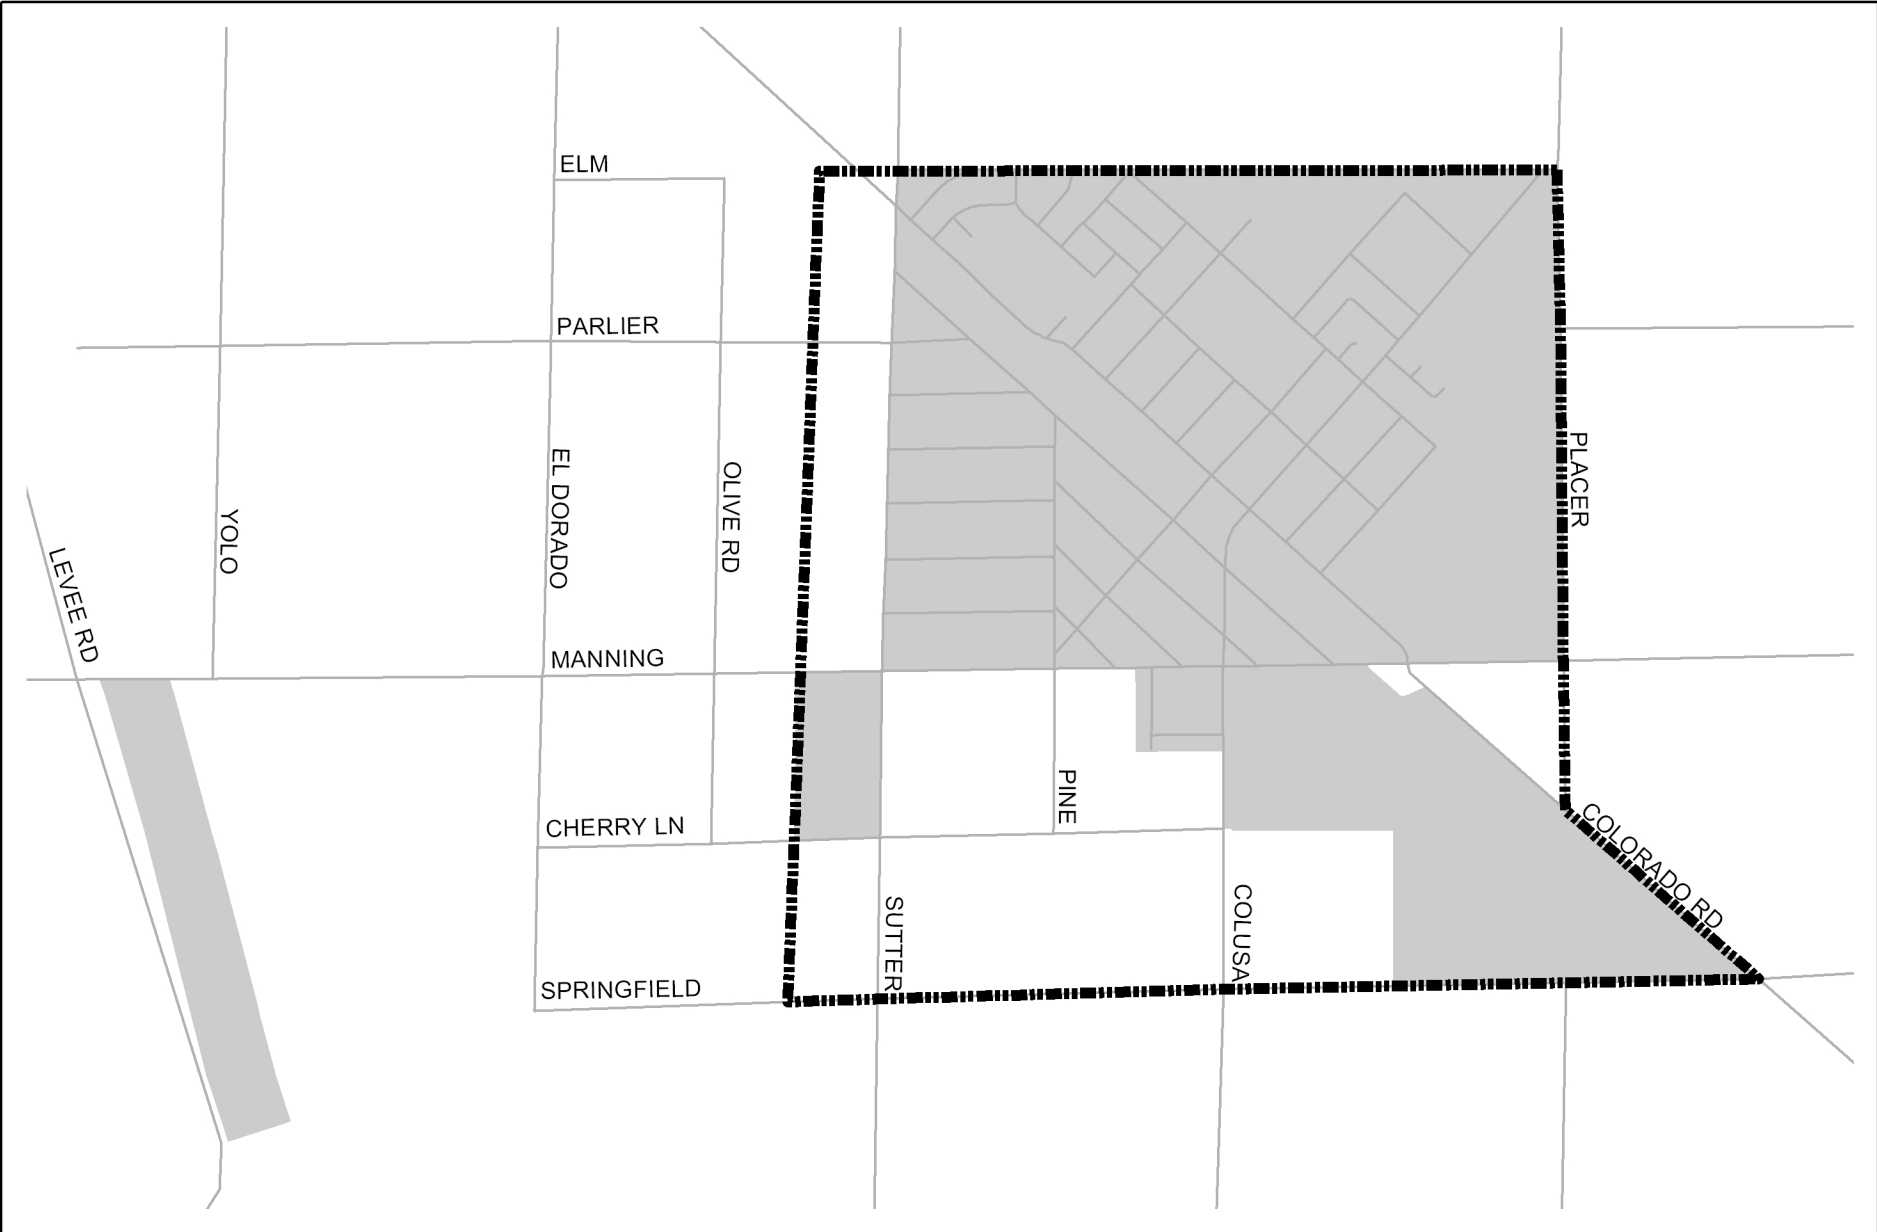 ELM
PARLIER
PLACER
EL DORADO
OLIVE RD
YOLO
LEVEE RD
MANNING
PINE
CHERRY LN
COLORADO RD
SUTTER
COLUSA
SPRINGFIELD